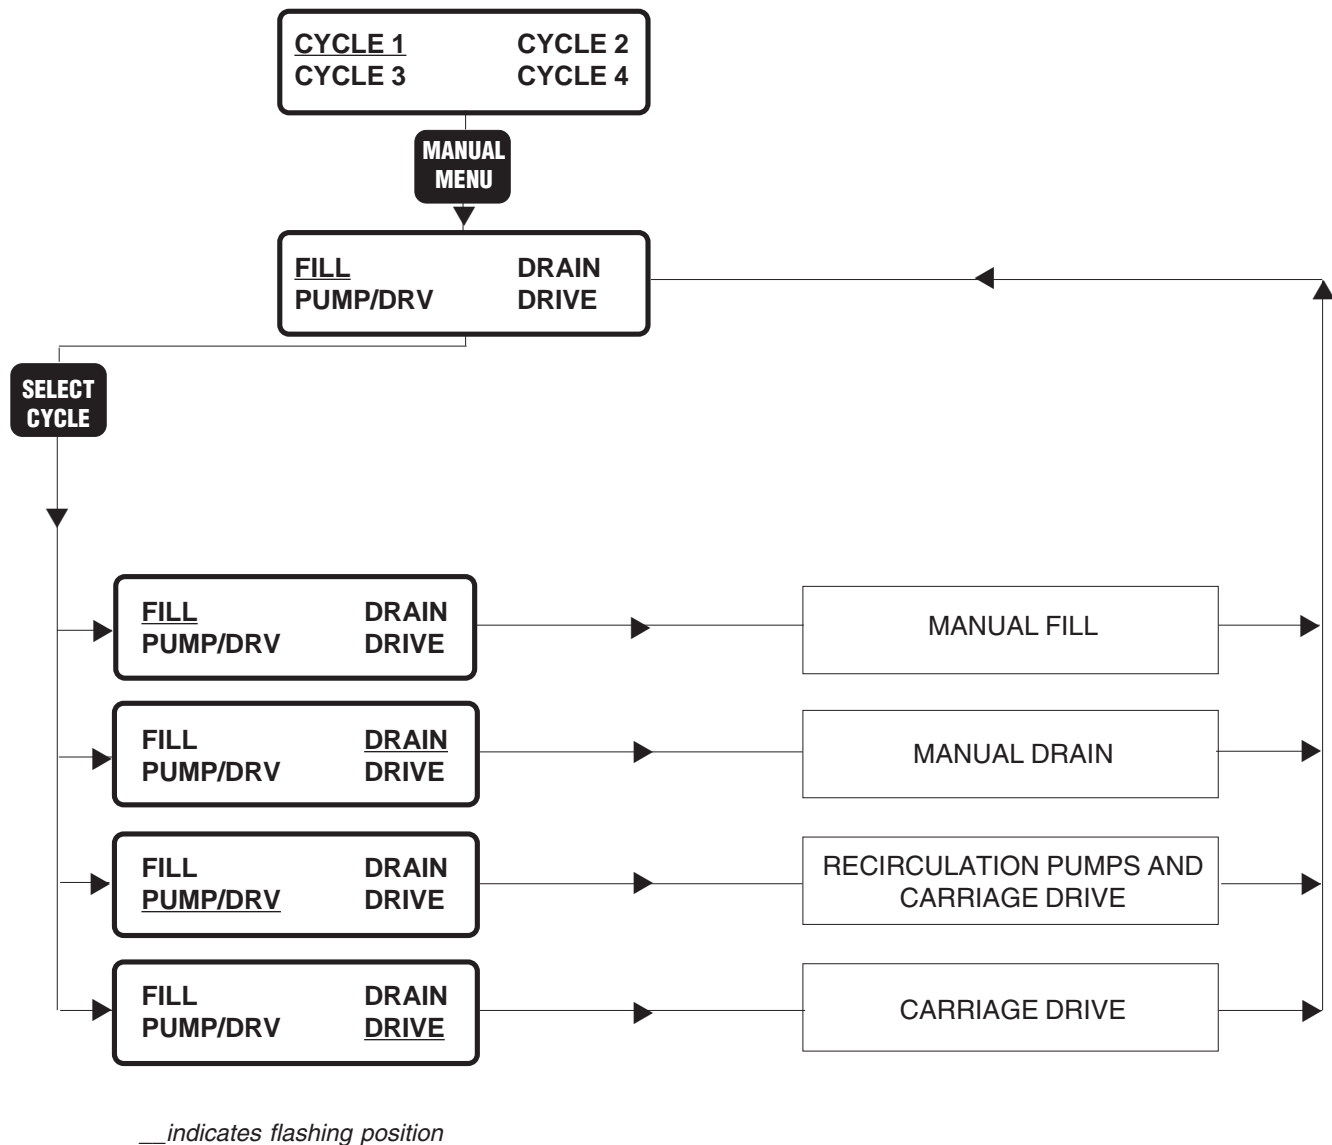 CYCLE 1 CYCLE 2
CYCLE 3 CYCLE 4
MANUAL
MENU
FILL DRAIN
PUMP/DRV DRIVE
SELECT
CYCLE
FILL DRAIN
PUMP/DRV DRIVE
MANUAL FILL
FILL DRAIN
PUMP/DRV DRIVE
MANUAL DRAIN
FILL DRAIN
PUMP/DRV DRIVE
RECIRCULATION PUMPS AND
CARRIAGE DRIVE
FILL DRAIN
PUMP/DRV DRIVE
CARRIAGE DRIVE
__indicates flashing position